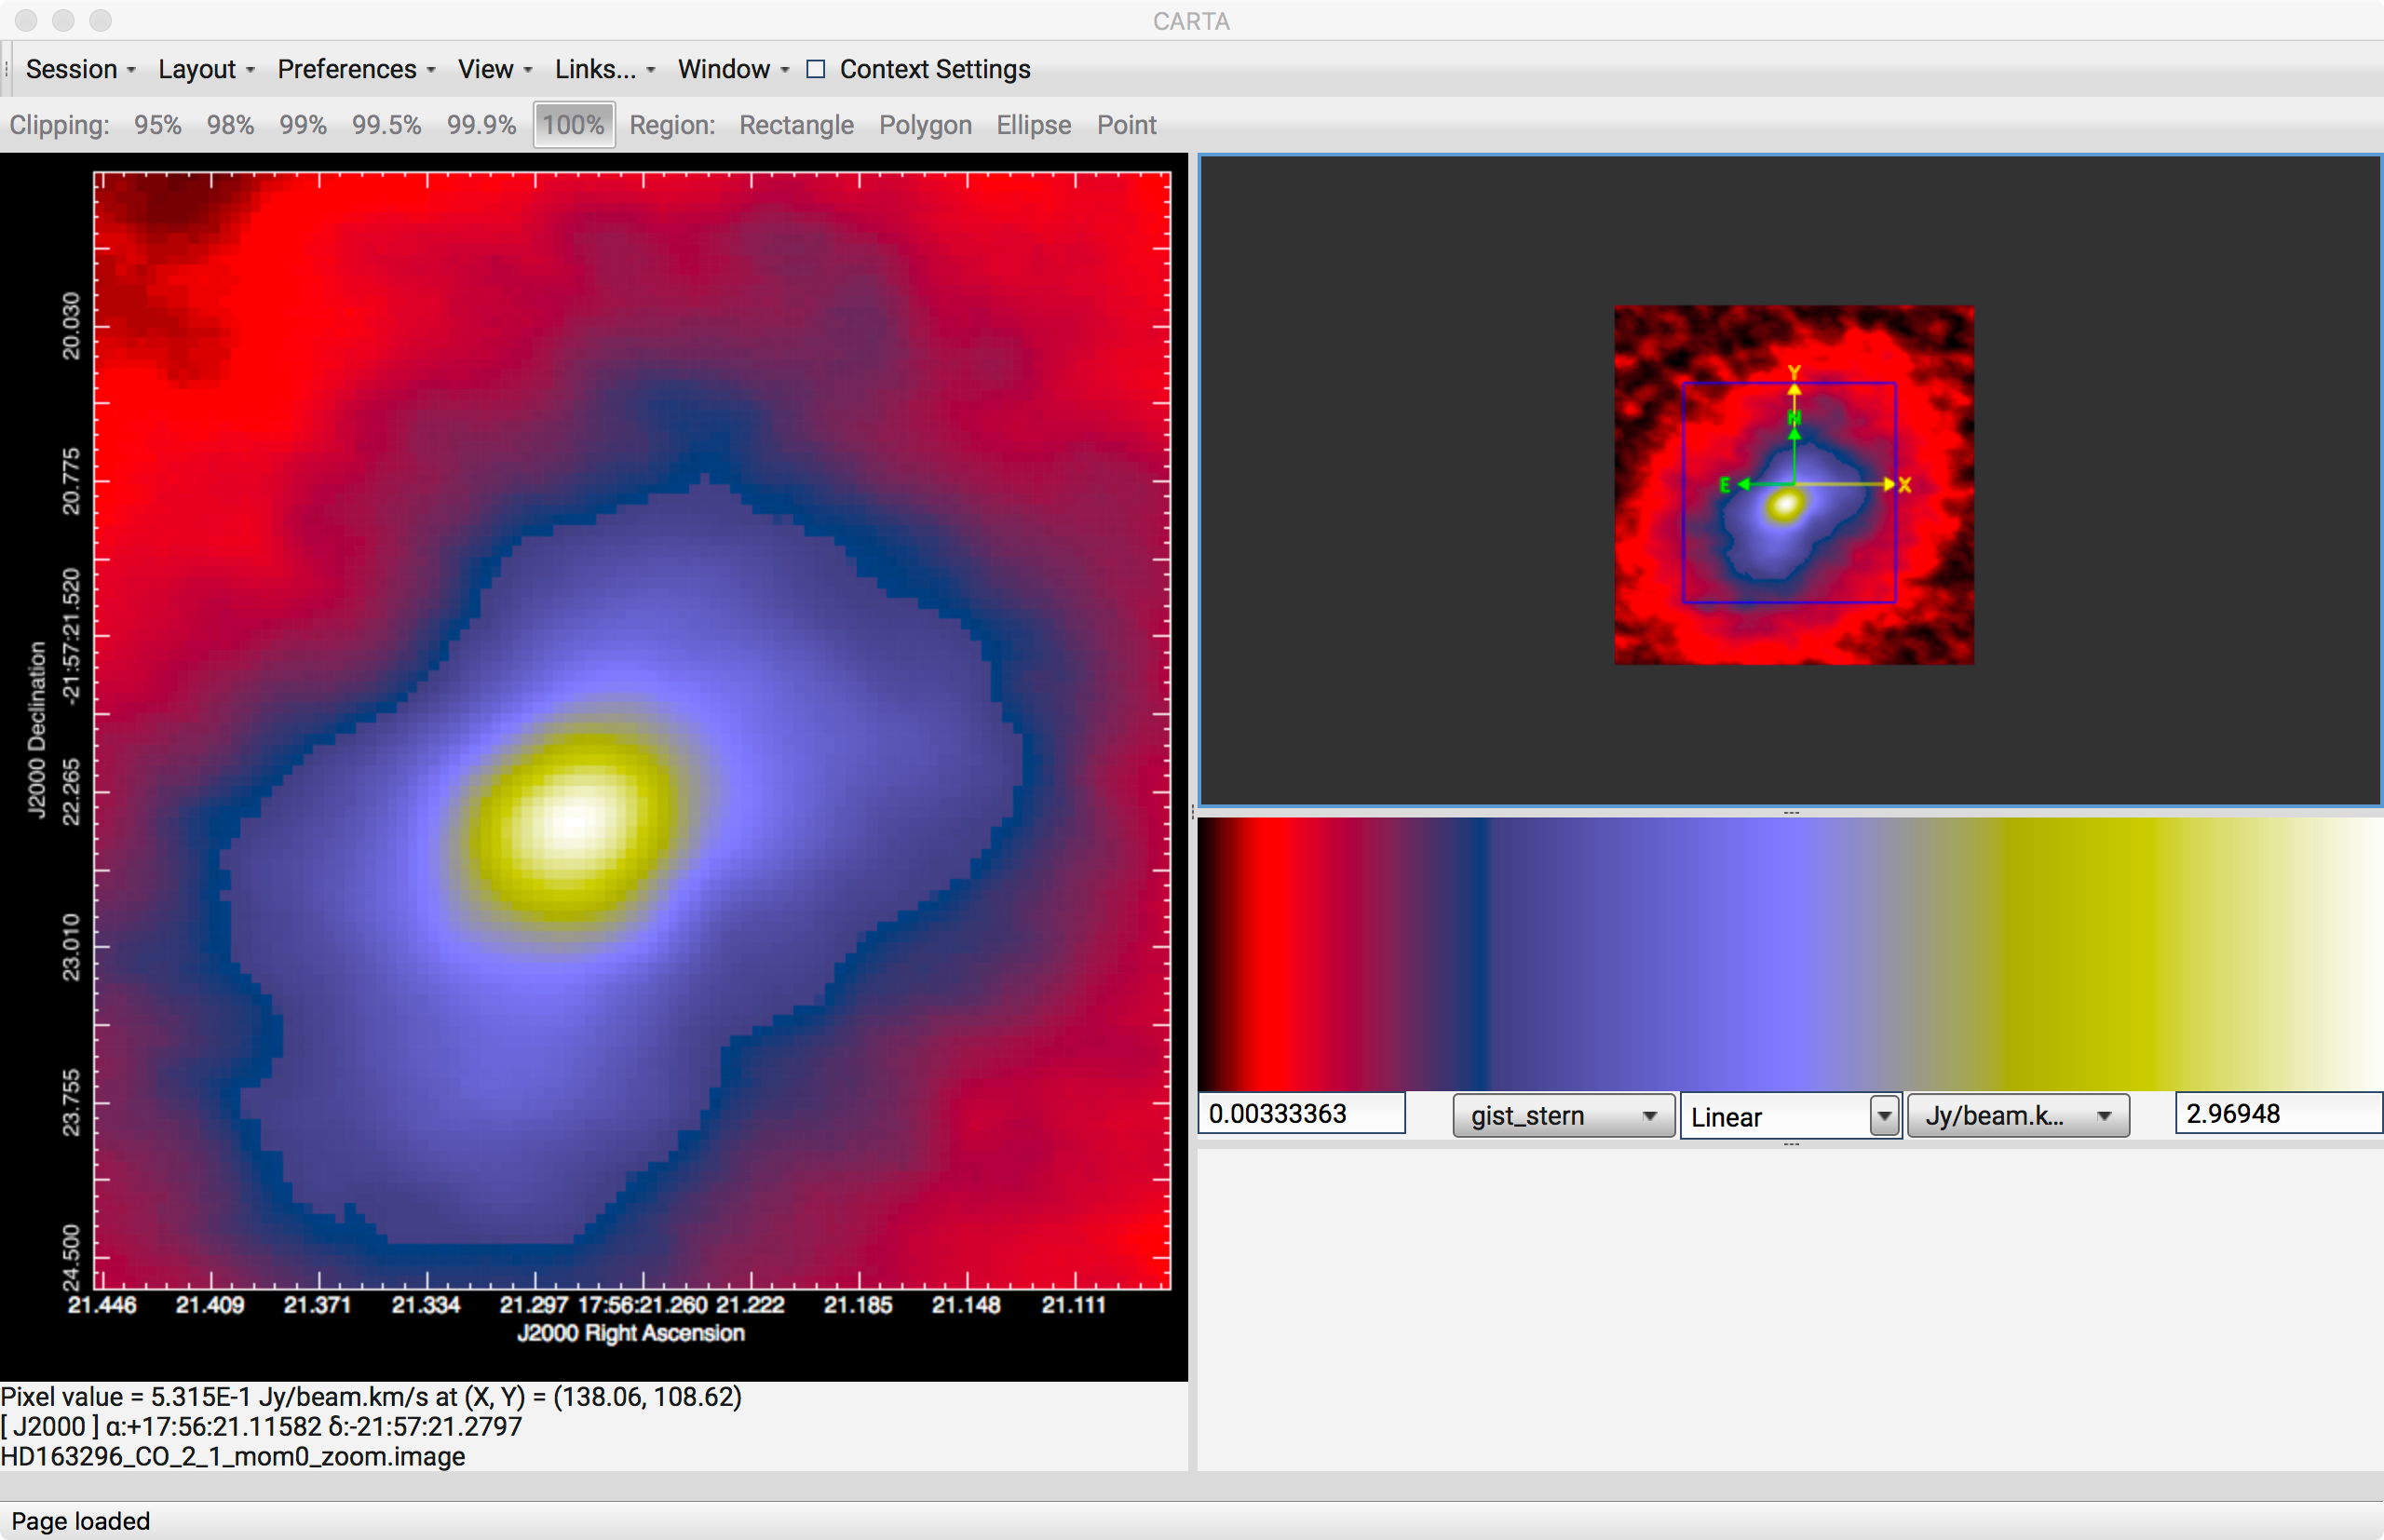 CARTA
Session Layout Preferences View Links... Window Context Settings
Clipping: 95% 98% 99% 99.5% 99.9% 100% Region: Rectangle Polygon Ellipse Point
J2000 Declination
20.030
20.775
-21:57:21.520
22.265
23.010
23.755
24.500
21.446 21.409 21.371 21.334 21.297 17:56:21.260 21.222 21.185 21.148 21.111
J2000 Right Ascension
Pixel value = 5.315E-1 Jy/beam.km/s at (X, Y) = (138.06, 108.62)
[ J2000 ] α:+17:56:21.11582 δ:-21:57:21.2797
HD163296_CO_2_1_mom0_zoom.image
Y
N
E X
0.00333363 gist_stern Linear Jy/beam.k... 2.96948
Page loaded